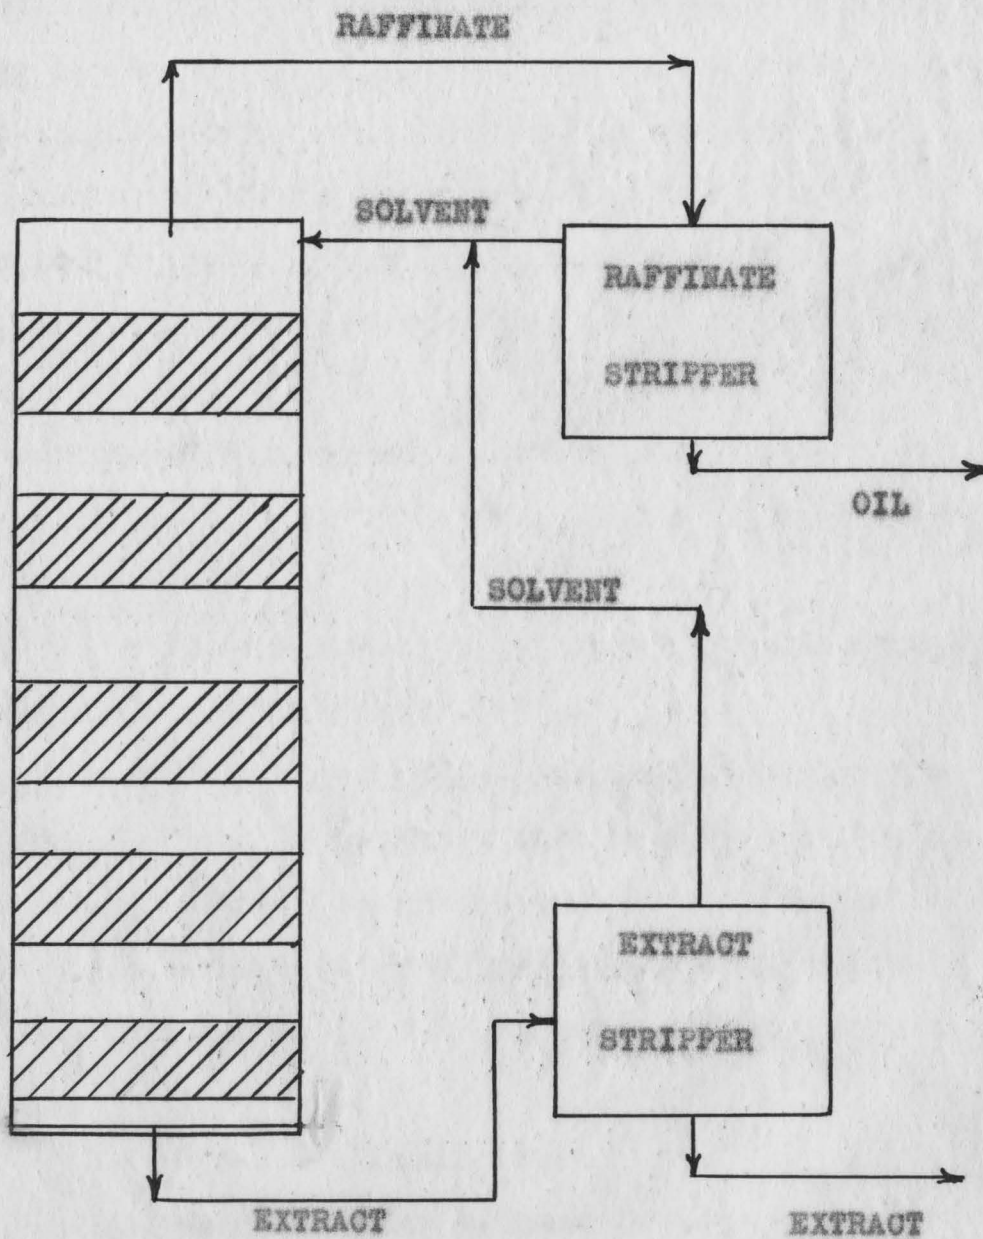 RAFFINATE
SOLVENT
RAFFINATE
STRIPPER
OIL
SOLVENT
EXTRACT
STRIPPER
EXTRACT
EXTRACT